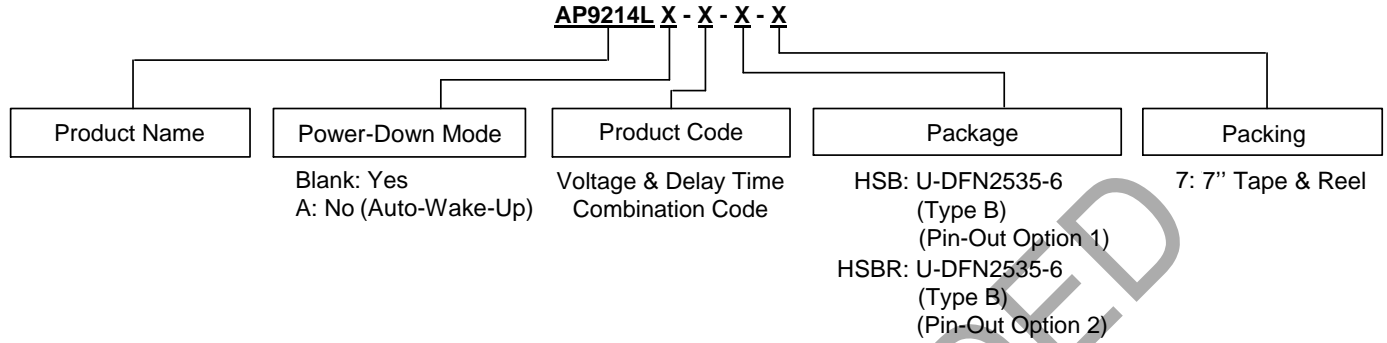 AP9214L X - X - X - X
Product Name
Power-Down Mode
Product Code
Package
Packing
Blank: Yes
A: No (Auto-Wake-Up)
Voltage & Delay Time
Combination Code
HSB: U-DFN2535-6
(Type B)
(Pin-Out Option 1)
HSBR: U-DFN2535-6
(Type B)
(Pin-Out Option 2)
7: 7'' Tape & Reel
ED